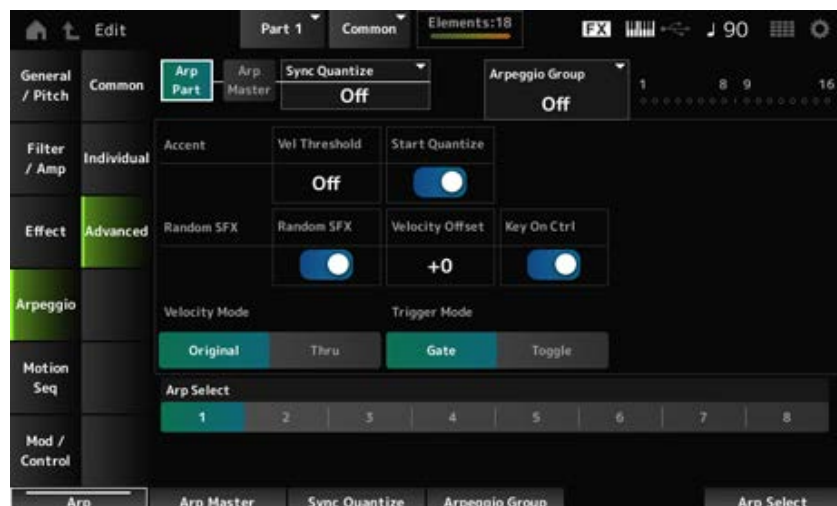 Edit Part 1 Common Elements:18 FX 90
General / Pitch
Common
Arp Part
Arp Master
Sync Quantize
Off
Arpeggio Group
Off
1 8 9 16
Filter / Amp
Individual
Accent
Vel Threshold
Off
Start Quantize
Effect
Advanced
Random SFX
Random SFX
Velocity Offset
+0
Key On Ctrl
Arpeggio
Velocity Mode
Original Thru
Trigger Mode
Gate Toggle
Motion Seq
Arp Select
1 2 3 4 5 6 7 8
Mod / Control
Arp Arp Master Sync Quantize Arpeggio Group Arp Select